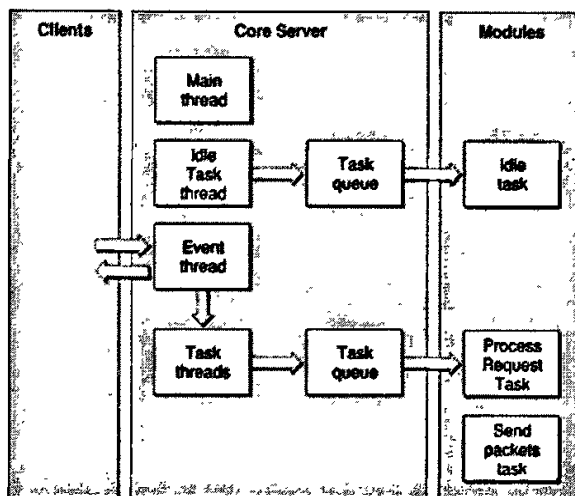 Clients
Core Server
Modules
Main
thread
Idle
Task
thread
Task
queue
Idle
task
Event
thread
Task
threads
Task
queue
Process
Request
Task
Send
packets
task